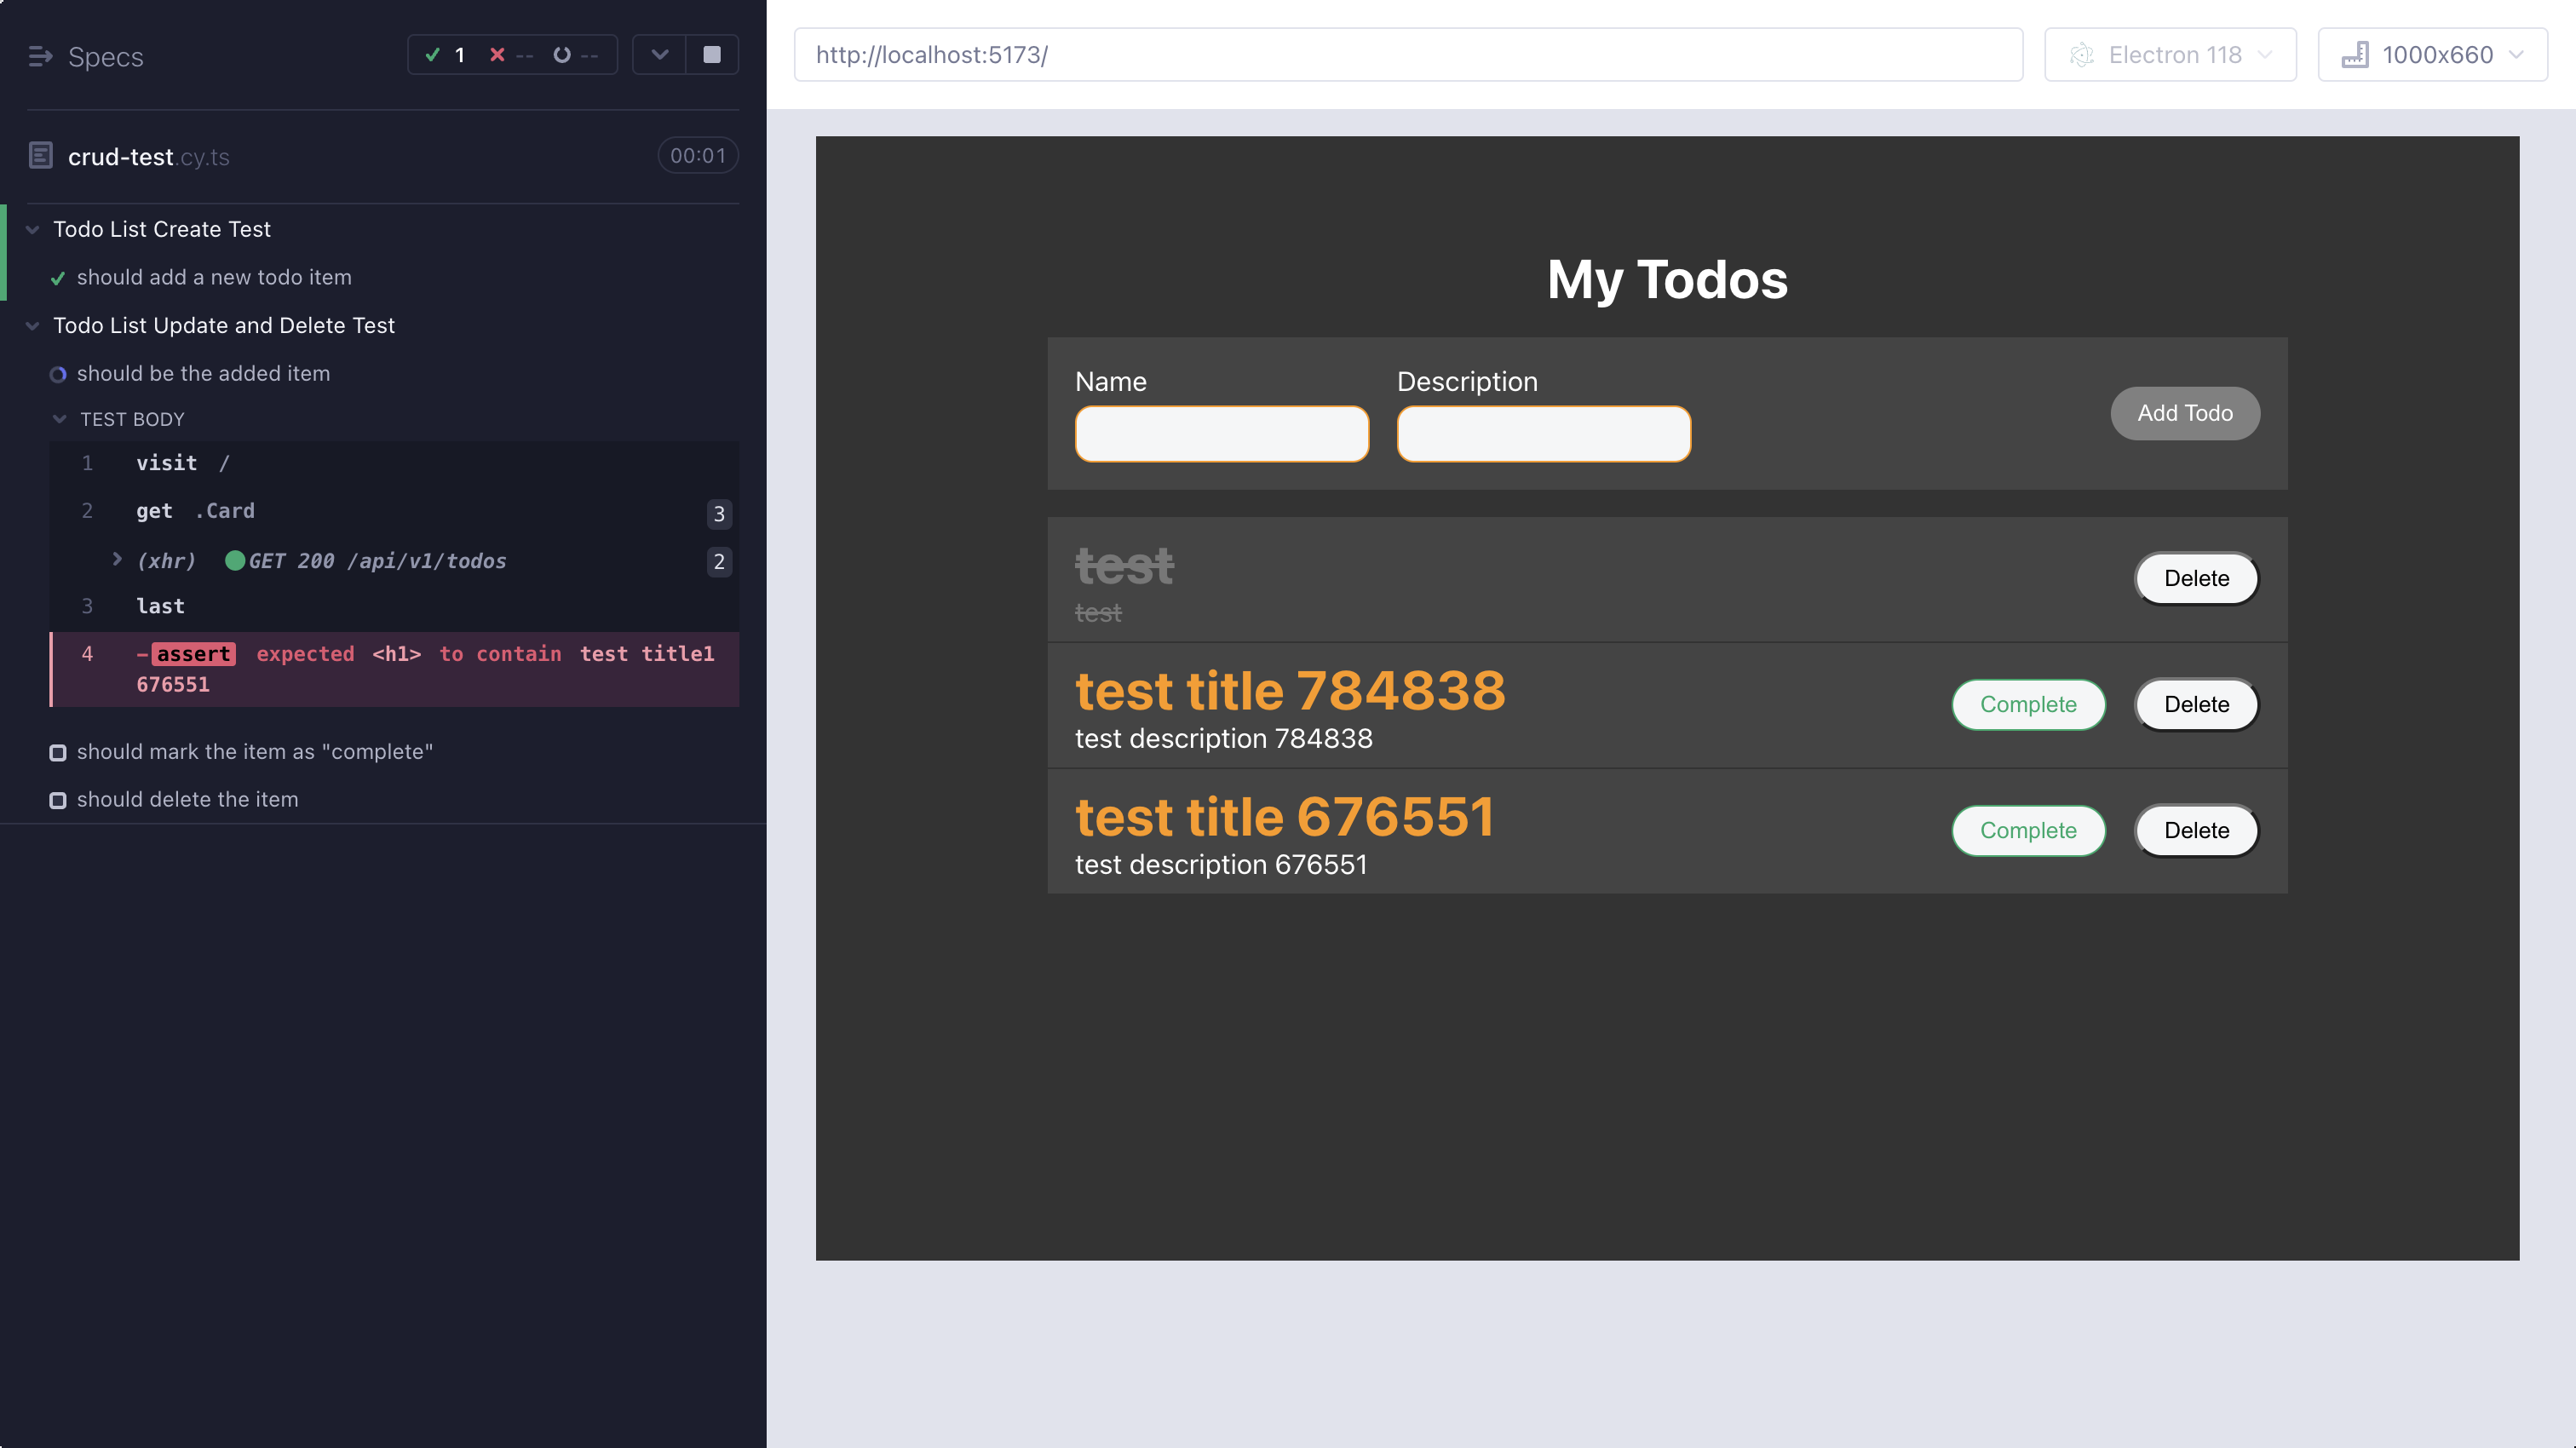 Specs
1 -- --
crud-test.cy.ts
00:01
Todo List Create Test
should add a new todo item
Todo List Update and Delete Test
should be the added item
TEST BODY
1 visit /
2 get .Card 3
(xhr) GET 200 /api/v1/todos 2
3 last
4 -assert expected <h1> to contain test title1
676551
should mark the item as "complete"
should delete the item
http://localhost:5173/
Electron 118
1000x660
My Todos
Name Description
Add Todo
test
test
Delete
test title 784838
test description 784838
Complete Delete
test title 676551
test description 676551
Complete Delete